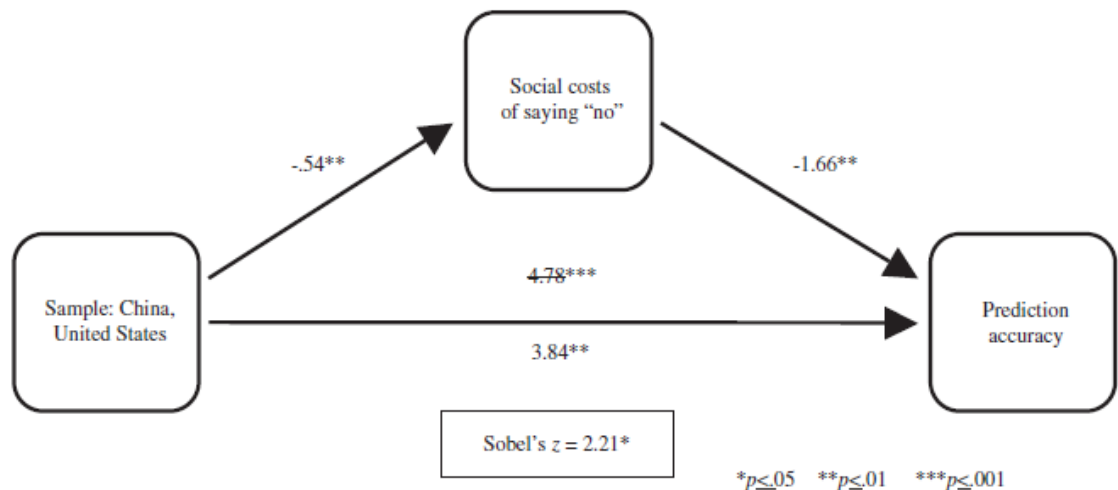 Social costs
of saying “no”
-.54**
-1.66**
4.78***
Sample: China,
United States
Prediction
accuracy
3.84**
Sobel's z = 2.21*
*p≤.05 **p≤.01 ***p≤.001